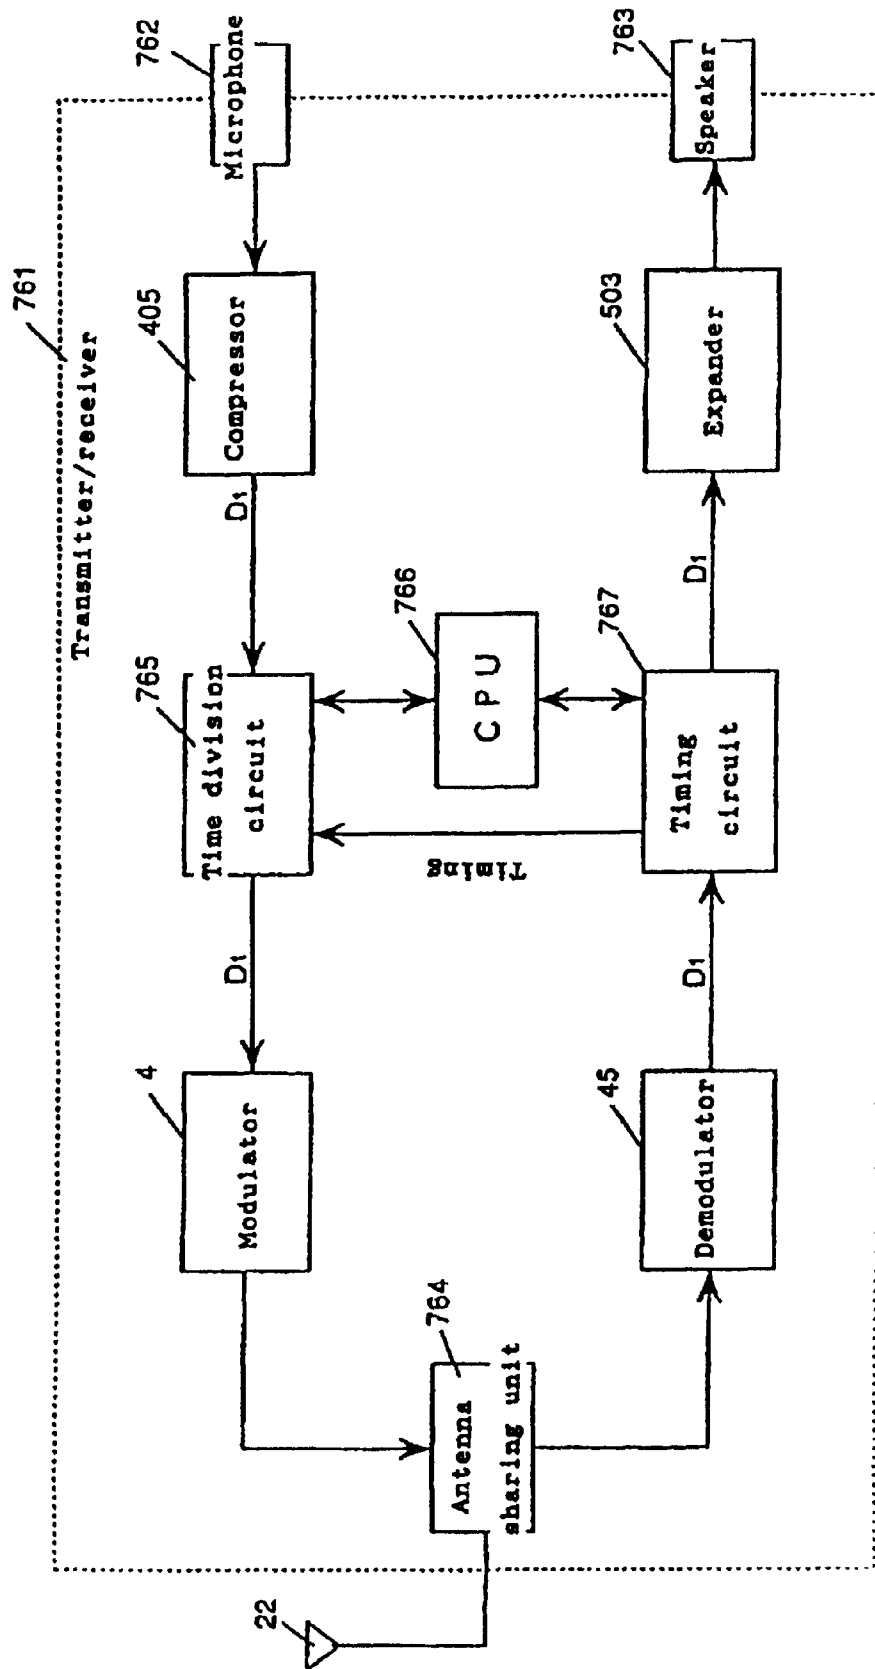 761
Transmitter/receiver
22
764
Antenna
sharing unit
4
Modulator
D1
765
Time division
circuit
D1
405
Compressor
762
Microphone
Timing
766
CPU
45
Demodulator
D1
767
Timing
circuit
D1
503
Expander
763
Speaker